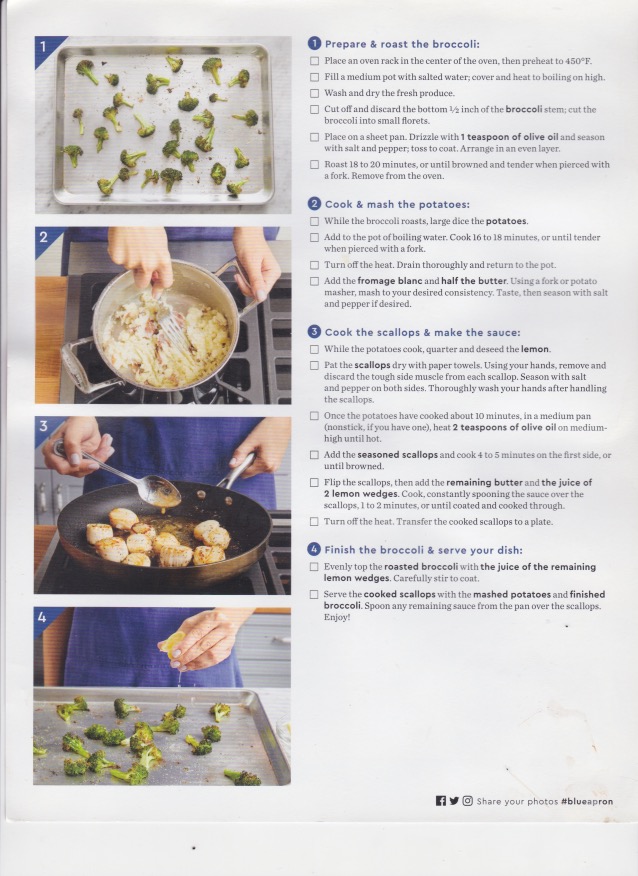 1
2
3
4
1 Prepare & roast the broccoli:
Place an oven rack in the center of the oven, then preheat to 450°F.
Fill a medium pot with salted water; cover and heat to boiling on high.
Wash and dry the fresh produce.
Cut off and discard the bottom 1/2 inch of the broccoli stem; cut the
broccoli into small florets.
Place on a sheet pan. Drizzle with 1 teaspoon of olive oil and season
with salt and pepper; toss to coat. Arrange in an even layer.
Roast 18 to 20 minutes, or until browned and tender when pierced with
a fork. Remove from the oven.
2 Cook & mash the potatoes:
While the broccoli roasts, large dice the potatoes.
Add to the pot of boiling water. Cook 16 to 18 minutes, or until tender
when pierced with a fork.
Turn off the heat. Drain thoroughly and return to the pot.
Add the fromage blanc and half the butter. Using a fork or potato
masher, mash to your desired consistency. Taste, then season with salt
and pepper if desired.
3 Cook the scallops & make the sauce:
While the potatoes cook, quarter and deseed the lemon.
Pat the scallops dry with paper towels. Using your hands, remove and
discard the tough side muscle from each scallop. Season with salt
and pepper on both sides. Thoroughly wash your hands after handling
the scallops.
Once the potatoes have cooked about 10 minutes, in a medium pan
(nonstick, if you have one), heat 2 teaspoons of olive oil on medium-
high until hot.
Add the seasoned scallops and cook 4 to 5 minutes on the first side, or
until browned.
Flip the scallops, then add the remaining butter and the juice of
2 lemon wedges. Cook, constantly spooning the sauce over the
scallops, 1 to 2 minutes, or until coated and cooked through.
Turn off the heat. Transfer the cooked scallops to a plate.
4 Finish the broccoli & serve your dish:
Evenly top the roasted broccoli with the juice of the remaining
lemon wedges. Carefully stir to coat.
Serve the cooked scallops with the mashed potatoes and finished
broccoli. Spoon any remaining sauce from the pan over the scallops.
Enjoy!
Share your photos #blueapron